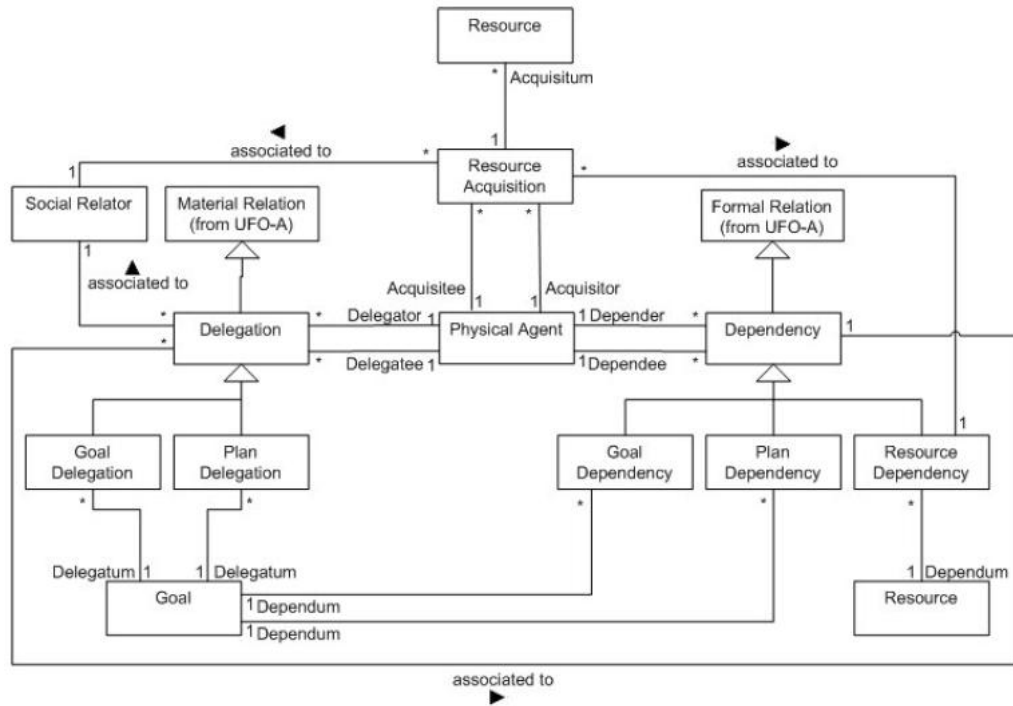 Resource
* Acquisitum
1
associated to
*
*
associated to
1
Resource
Acquisition
Social Relator
Material Relation
(from UFO-A)
Formal Relation
(from UFO-A)
*
*
1
associated to
Acquisitee
1
1
Acquisitor
*
Delegation
*
Delegator
1
Physical Agent
1
Depender
*
Dependency
1
*
*
Delegatee
1
1
Dependee
*
Goal
Delegation
Plan
Delegation
Goal
Dependency
Plan
Dependency
1
Resource
Dependency
*
*
*
*
*
Delegatum
1
1
Delegatum
1
Dependum
Goal
1
Dependum
Resource
1
Dependum
associated to